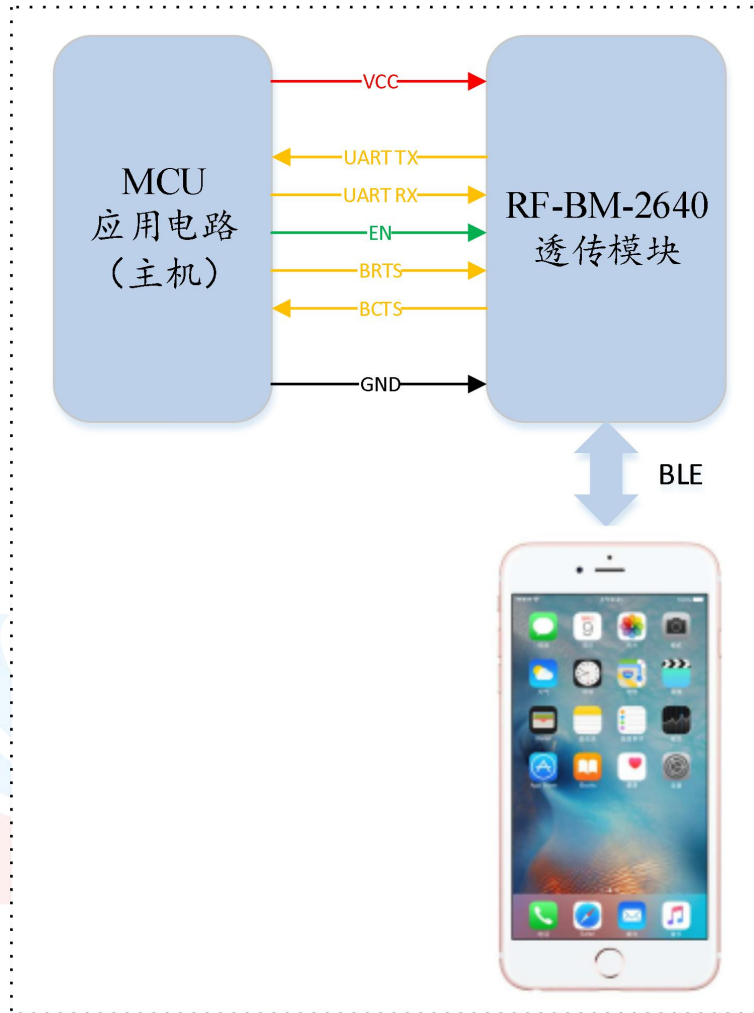 MCU
应用电路
（主机）
VCC
UART TX
UART RX
EN
BRTS
BCTS
GND
RF-BM-2640
透传模块
BLE
9